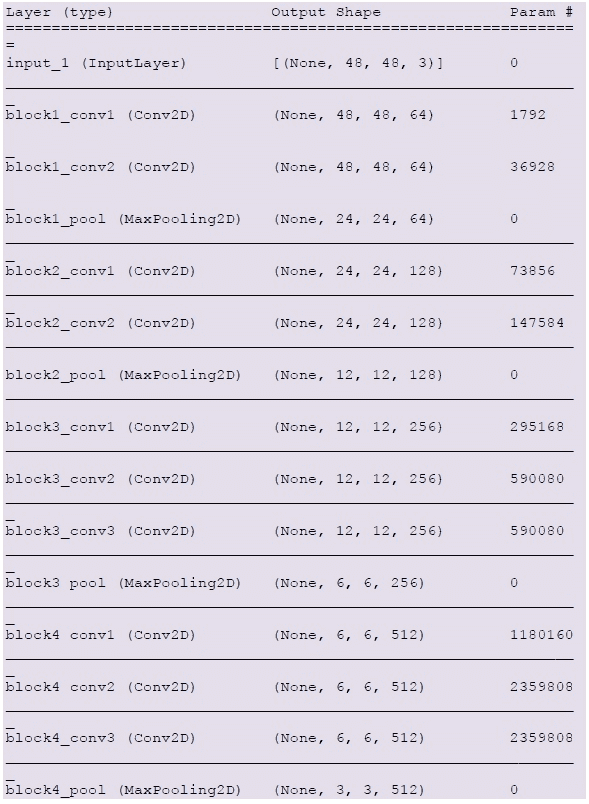 Layer (type) Output Shape Param #
=================================================================
=
input_1 (InputLayer) [(None, 48, 48, 3)] 0
_
block1_conv1 (Conv2D) (None, 48, 48, 64) 1792
_
block1_conv2 (Conv2D) (None, 48, 48, 64) 36928
_
block1_pool (MaxPooling2D) (None, 24, 24, 64) 0
_
block2_conv1 (Conv2D) (None, 24, 24, 128) 73856
_
block2_conv2 (Conv2D) (None, 24, 24, 128) 147584
block2_pool (MaxPooling2D) (None, 12, 12, 128) 0
block3_conv1 (Conv2D) (None, 12, 12, 256) 295168
block3_conv2 (Conv2D) (None, 12, 12, 256) 590080
_
block3_conv3 (Conv2D) (None, 12, 12, 256) 590080
_
block3 pool (MaxPooling2D) (None, 6, 6, 256) 0
_
block4 conv1 (Conv2D) (None, 6, 6, 512) 1180160
_
block4 conv2 (Conv2D) (None, 6, 6, 512) 2359808
_
block4_conv3 (Conv2D) (None, 6, 6, 512) 2359808
_
block4_pool (MaxPooling2D) (None, 3, 3, 512) 0